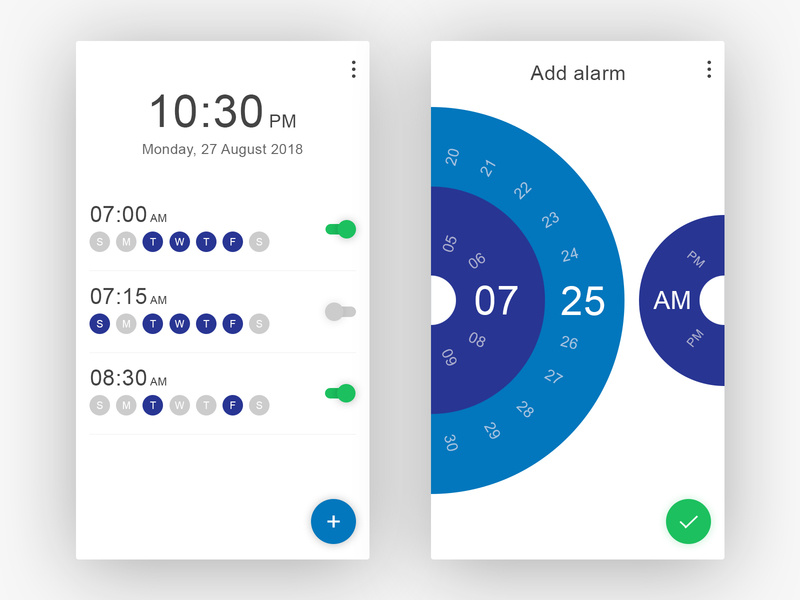 10:30 PM
Monday, 27 August 2018
07:00 AM
S M T W T F S
07:15 AM
S M T W T F S
08:30 AM
S M T W T F S
+
Add alarm
20
21
22
23
24
25
26
27
28
29
30
05
06
07
08
09
PM
AM
PM